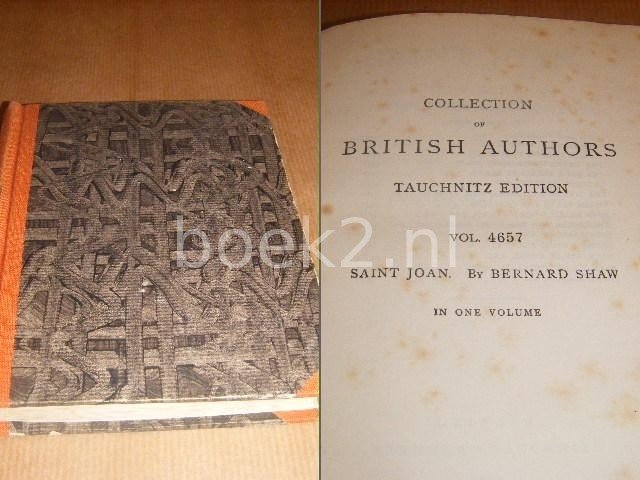 COLLECTION
OF
BRITISH AUTHORS
TAUCHNITZ EDITION
VOL. 4657
SAINT JOAN. By BERNARD SHAW
IN ONE VOLUME
boek2.nl